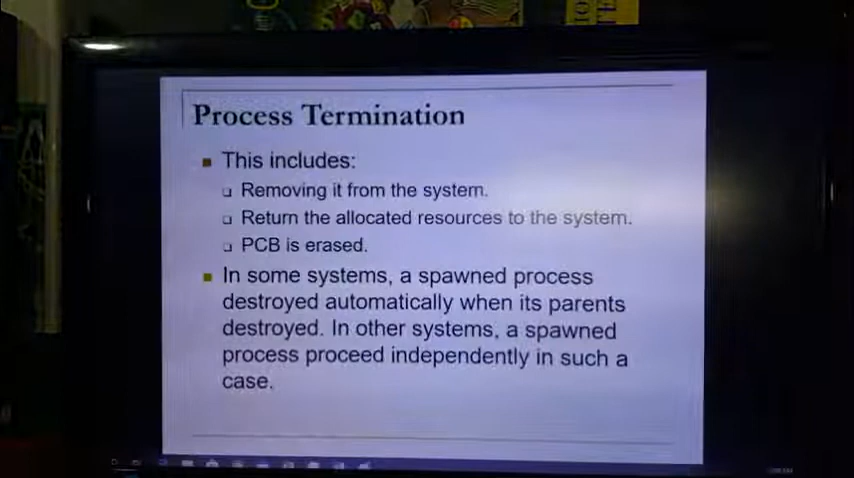 Process Termination
This includes:
Removing it from the system.
Return the allocated resources to the system.
PCB is erased.
In some systems, a spawned process
destroyed automatically when its parents
destroyed. In other systems, a spawned
process proceed independently in such a
case.